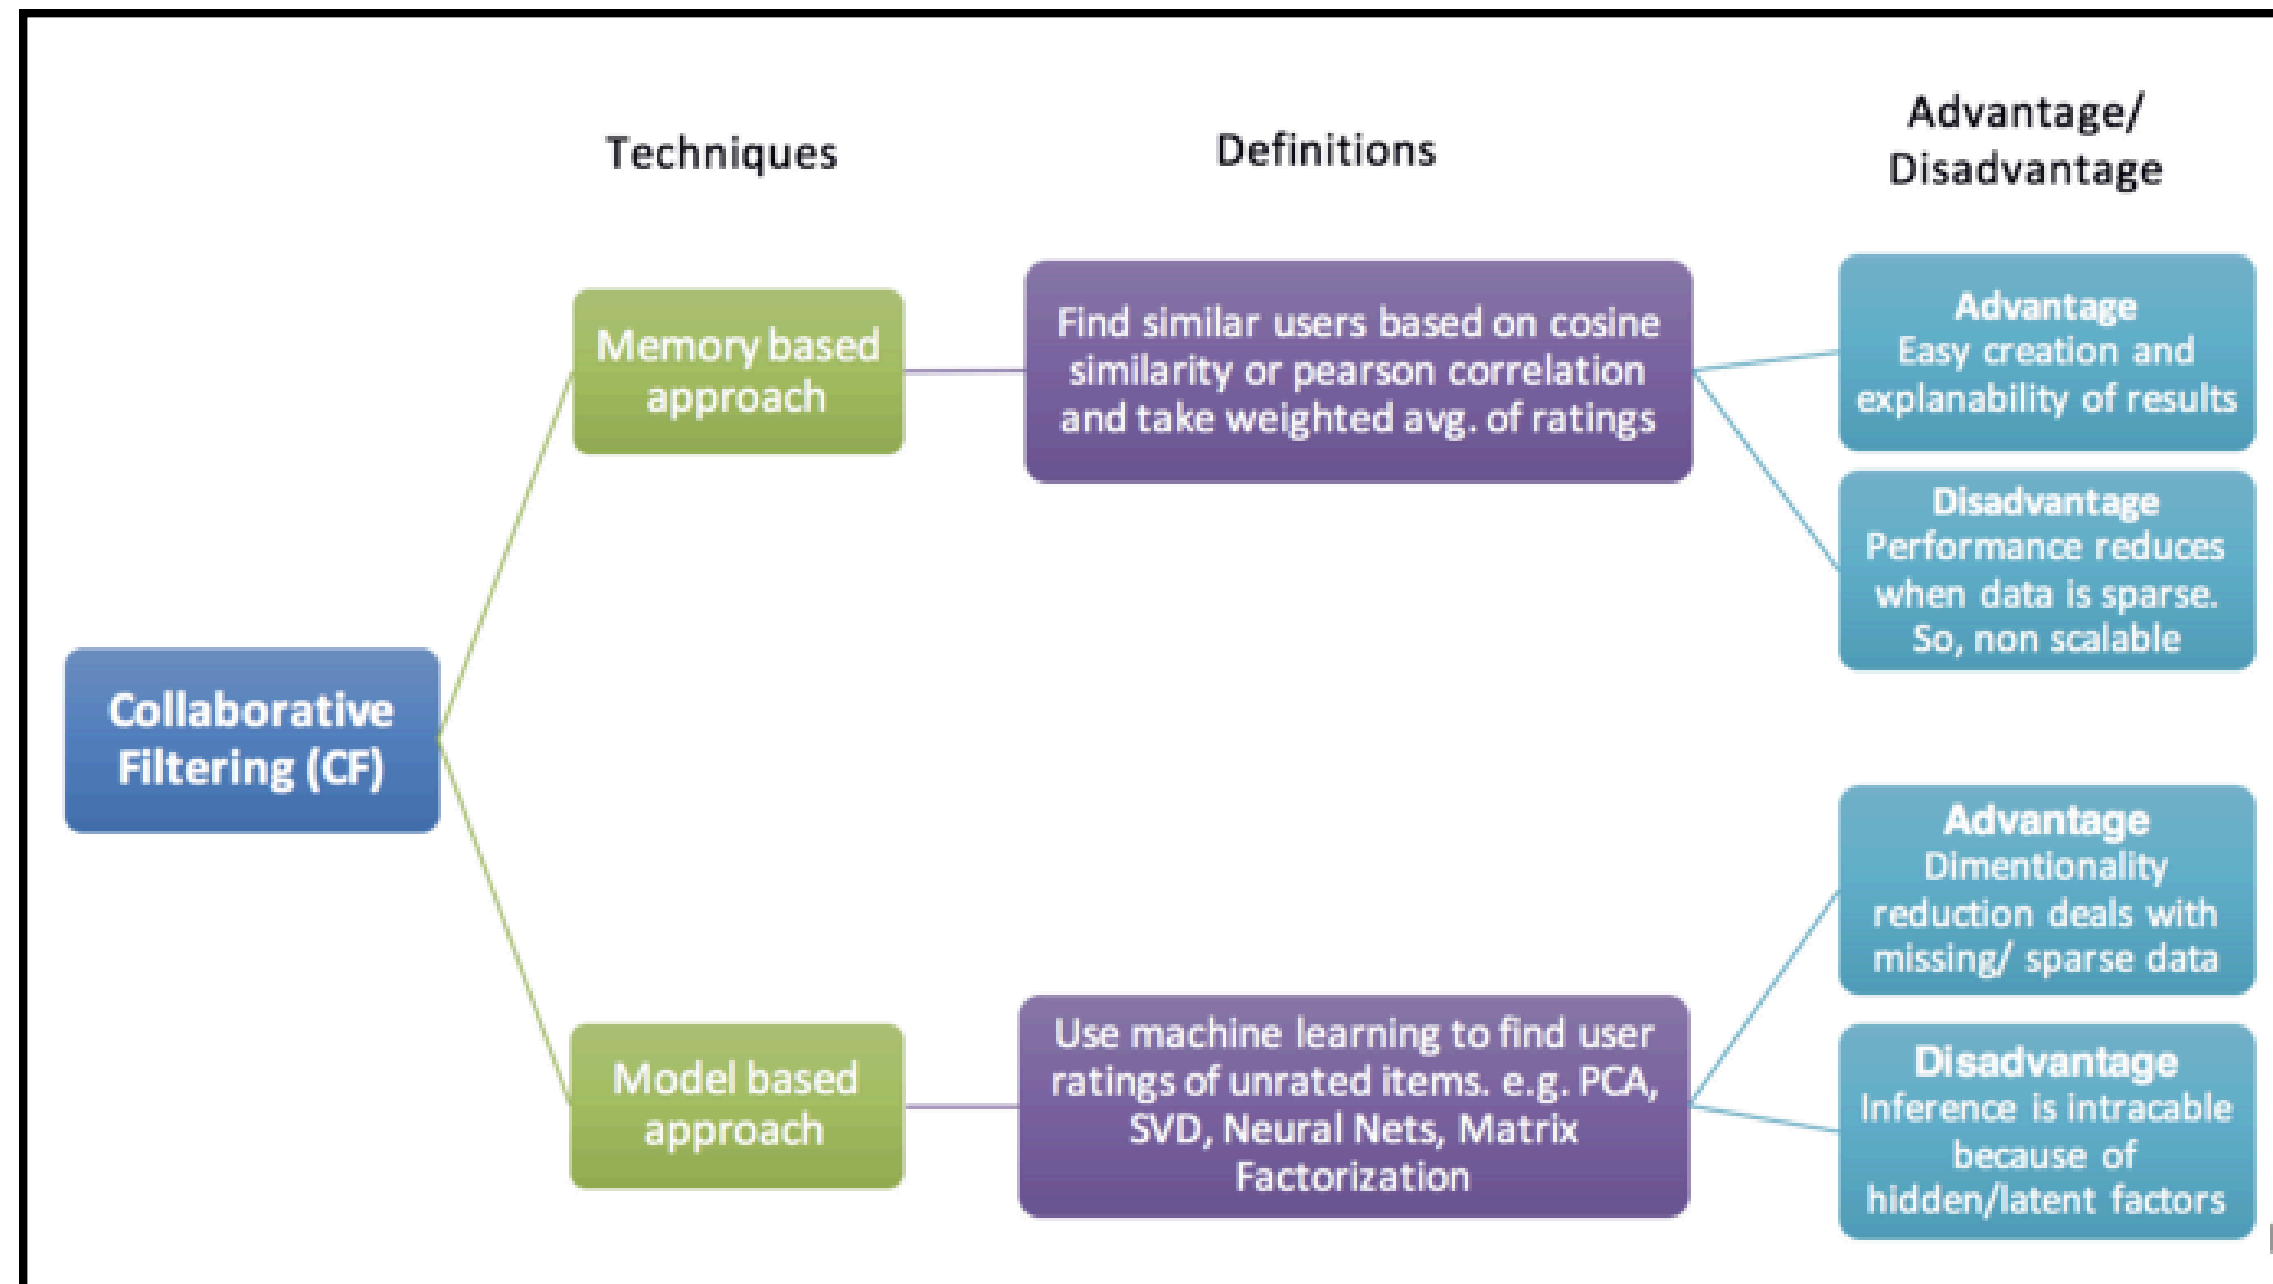 Techniques
Definitions
Advantage/
Disadvantage
Memory based
approach
Find similar users based on cosine
similarity or pearson correlation
and take weighted avg. of ratings
Advantage
Easy creation and
explanability of results
Disadvantage
Performance reduces
when data is sparse.
So, non scalable
Collaborative
Filtering (CF)
Model based
approach
Use machine learning to find user
ratings of unrated items. e.g. PCA,
SVD, Neural Nets, Matrix
Factorization
Advantage
Dimentionality
reduction deals with
missing/ sparse data
Disadvantage
Inference is intracable
because of
hidden/latent factors